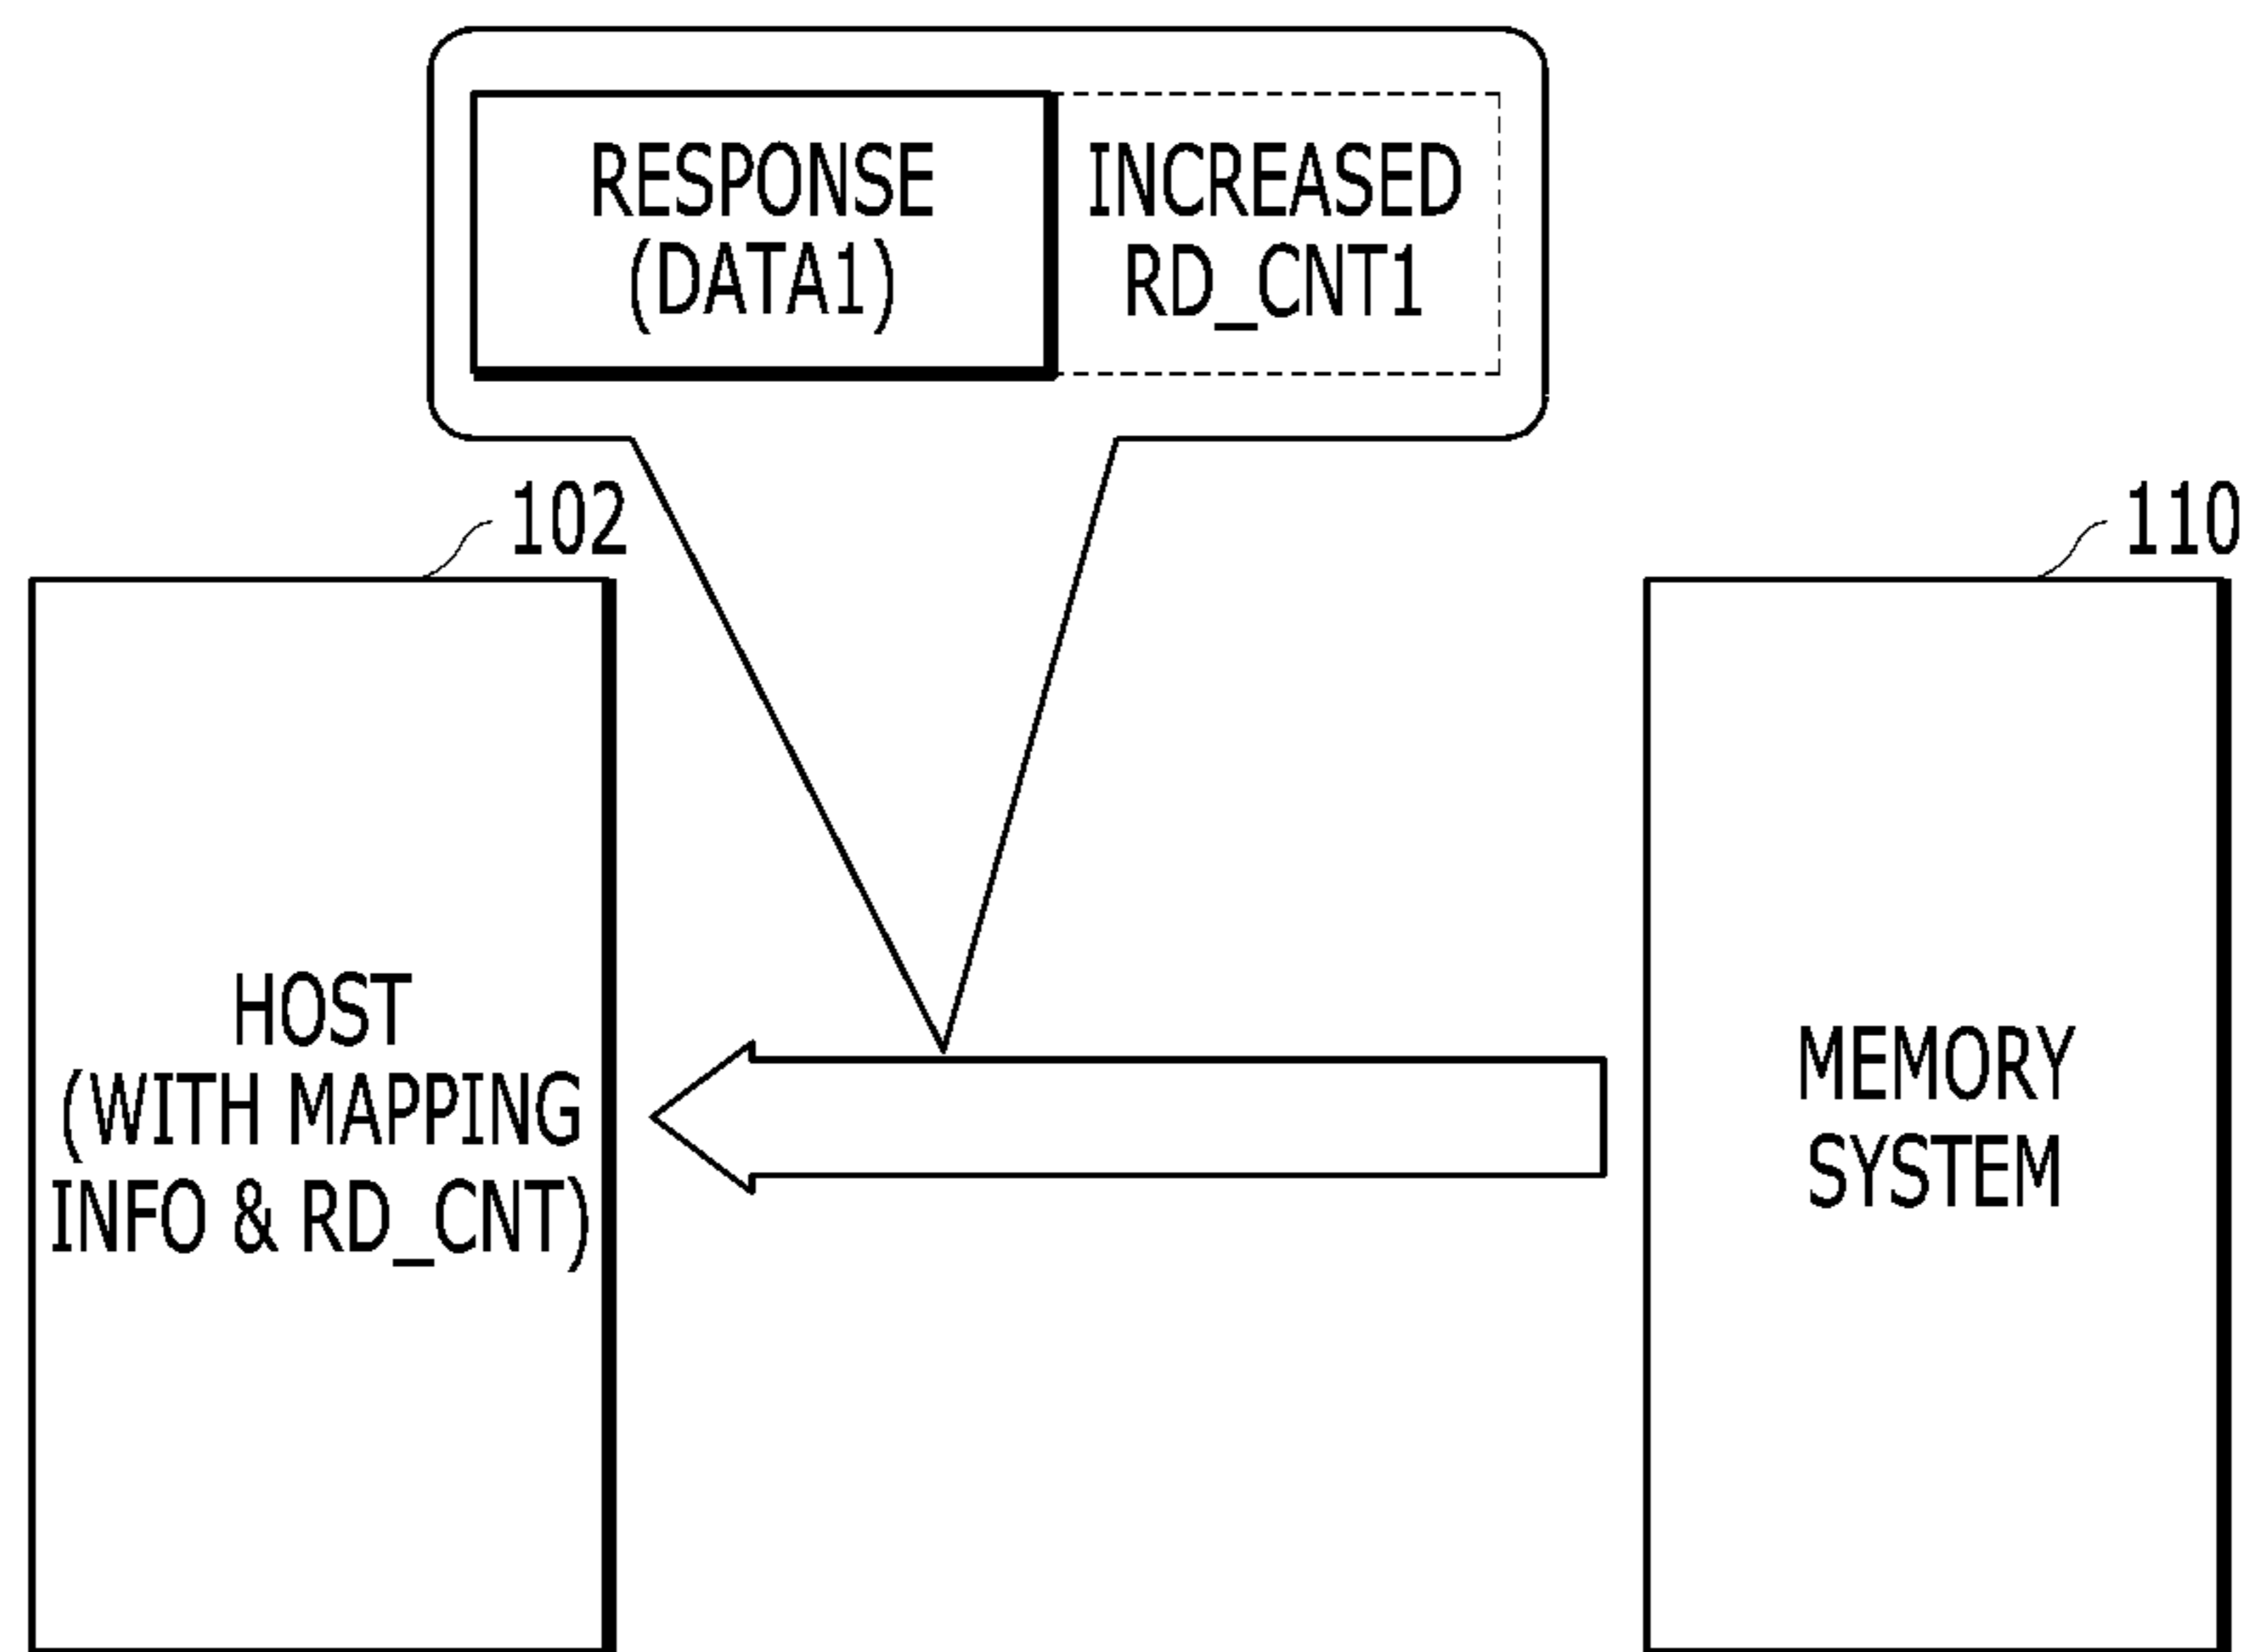 RESPONSE
(DATA1)
INCREASED
RD_CNT1
102
110
HOST
(WITH MAPPING
INFO & RD_CNT)
MEMORY
SYSTEM